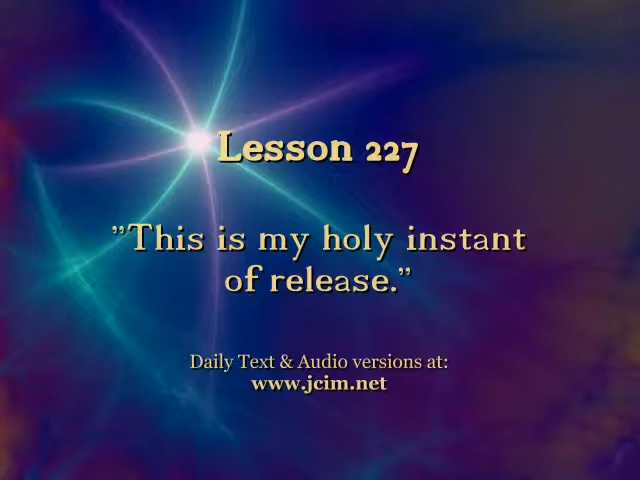 Lesson 227
"This is my holy instant
of release."
Daily Text & Audio versions at:
www.jcim.net